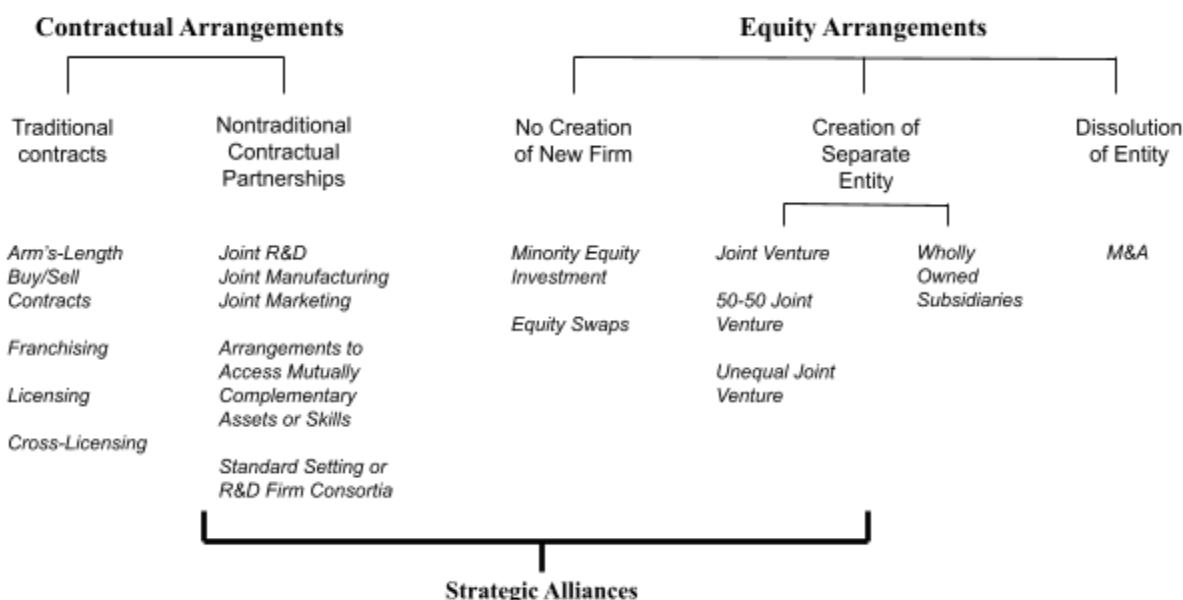 Contractual Arrangements
Equity Arrangements
Traditional
contracts
Nontraditional
Contractual
Partnerships
No Creation
of New Firm
Creation of
Separate
Entity
Dissolution
of Entity
Arm's-Length
Buy/Sell
Contracts
Franchising
Licensing
Cross-Licensing
Joint R&D
Joint Manufacturing
Joint Marketing
Arrangements to
Access Mutually
Complementary
Assets or Skills
Standard Setting or
R&D Firm Consortia
Minority Equity
Investment
Equity Swaps
Joint Venture
50-50 Joint
Venture
Unequal Joint
Venture
Wholly
Owned
Subsidiaries
M&A
Strategic Alliances